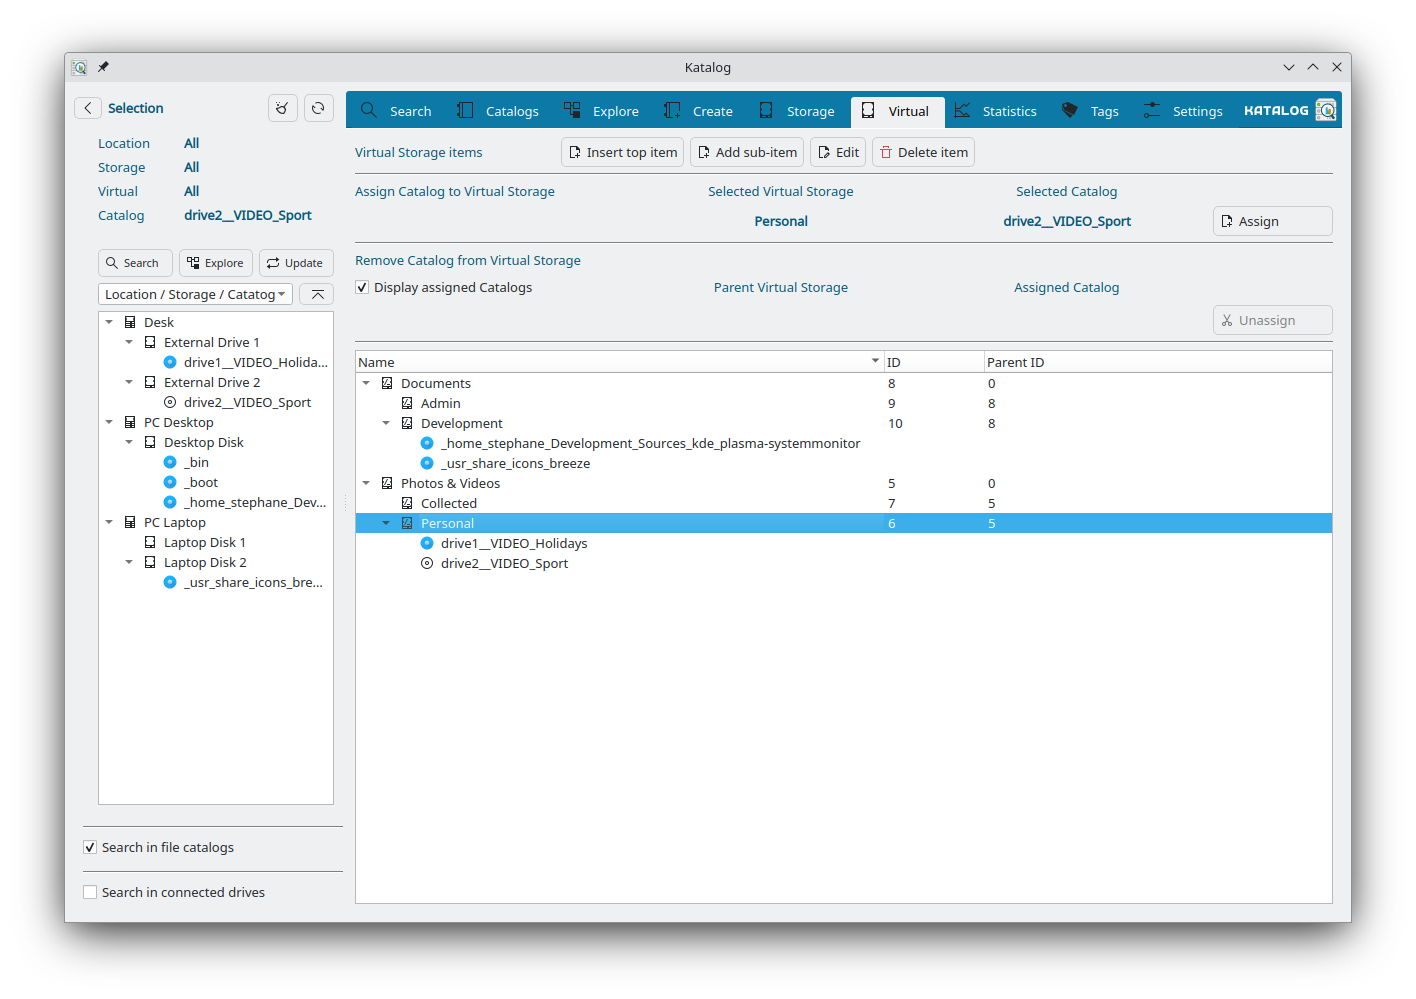 Katalog
Selection
Location All
Storage All
Virtual All
Catalog drive2__VIDEO_Sport
Search Explore Update
Location / Storage / Catatog
Desk
External Drive 1
drive1__VIDEO_Holida...
External Drive 2
drive2__VIDEO_Sport
PC Desktop
Desktop Disk
_bin
_boot
_home_stephane_Dev...
PC Laptop
Laptop Disk 1
Laptop Disk 2
_usr_share_icons_bre...
Search in file catalogs
Search in connected drives
Search Catalogs Explore Create Storage Virtual Statistics Tags Settings KATALOG
Virtual Storage items Insert top item Add sub-item Edit Delete item
Assign Catalog to Virtual Storage Selected Virtual Storage Selected Catalog
Personal drive2__VIDEO_Sport Assign
Remove Catalog from Virtual Storage
Display assigned Catalogs Parent Virtual Storage Assigned Catalog
Unassign
Name ID Parent ID
Documents 8 0
Admin 9 8
Development 10 8
_home_stephane_Development_Sources_kde_plasma-systemmonitor
_usr_share_icons_breeze
Photos & Videos 5 0
Collected 7 5
Personal 6 5
drive1__VIDEO_Holidays
drive2__VIDEO_Sport